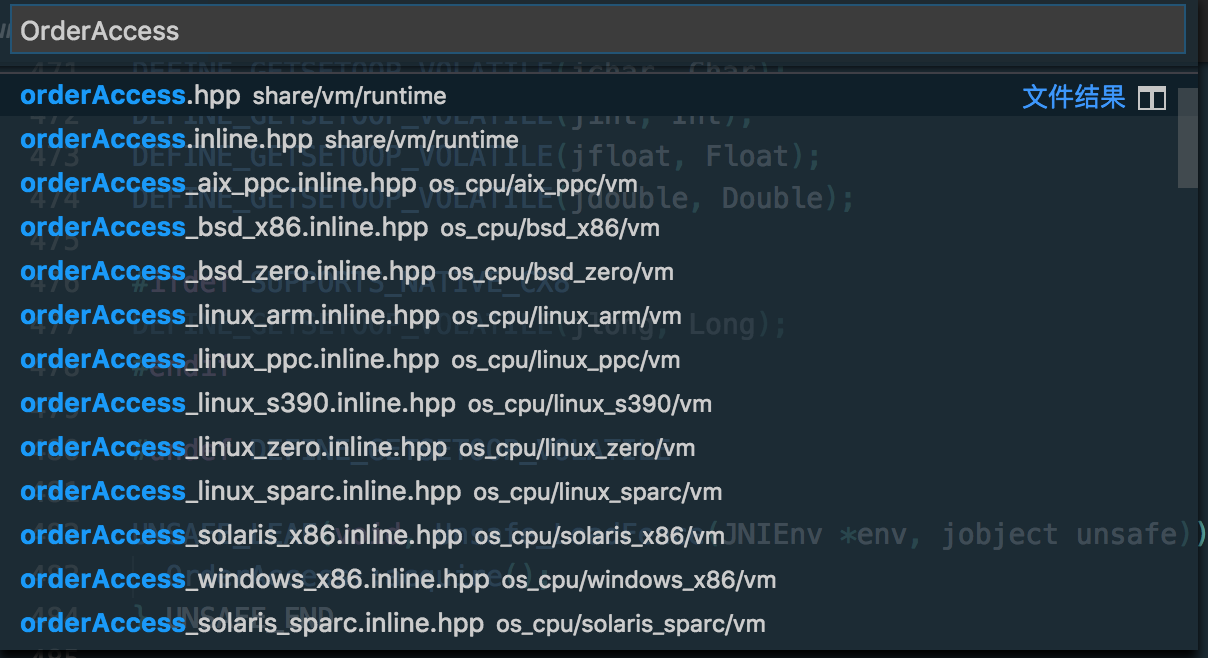 OrderAccess
orderAccess.hpp share/vm/runtime 文件结果
orderAccess.inline.hpp share/vm/runtime
orderAccess_aix_ppc.inline.hpp os_cpu/aix_ppc/vm
orderAccess_bsd_x86.inline.hpp os_cpu/bsd_x86/vm
orderAccess_bsd_zero.inline.hpp os_cpu/bsd_zero/vm
orderAccess_linux_arm.inline.hpp os_cpu/linux_arm/vm
orderAccess_linux_ppc.inline.hpp os_cpu/linux_ppc/vm
orderAccess_linux_s390.inline.hpp os_cpu/linux_s390/vm
orderAccess_linux_zero.inline.hpp os_cpu/linux_zero/vm
orderAccess_linux_sparc.inline.hpp os_cpu/linux_sparc/vm
orderAccess_solaris_x86.inline.hpp os_cpu/solaris_x86/vm
orderAccess_windows_x86.inline.hpp os_cpu/windows_x86/vm
orderAccess_solaris_sparc.inline.hpp os_cpu/solaris_sparc/vm